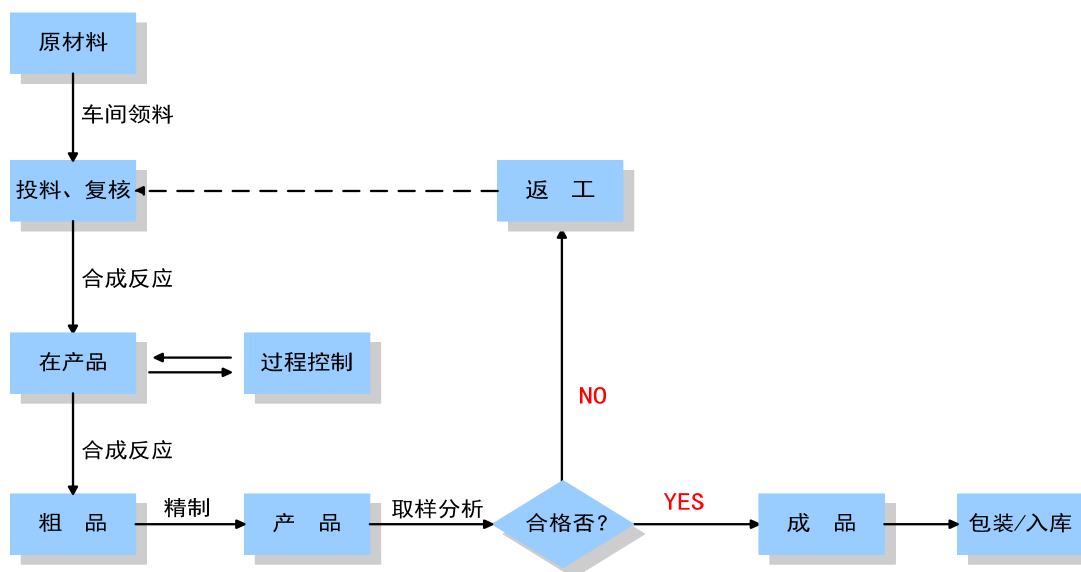 原材料
车间领料
投料、复核
返 工
合成反应
在产品
过程控制
NO
合成反应
粗 品
精制
产 品
取样分析
合格否?
YES
成 品
包装/入库